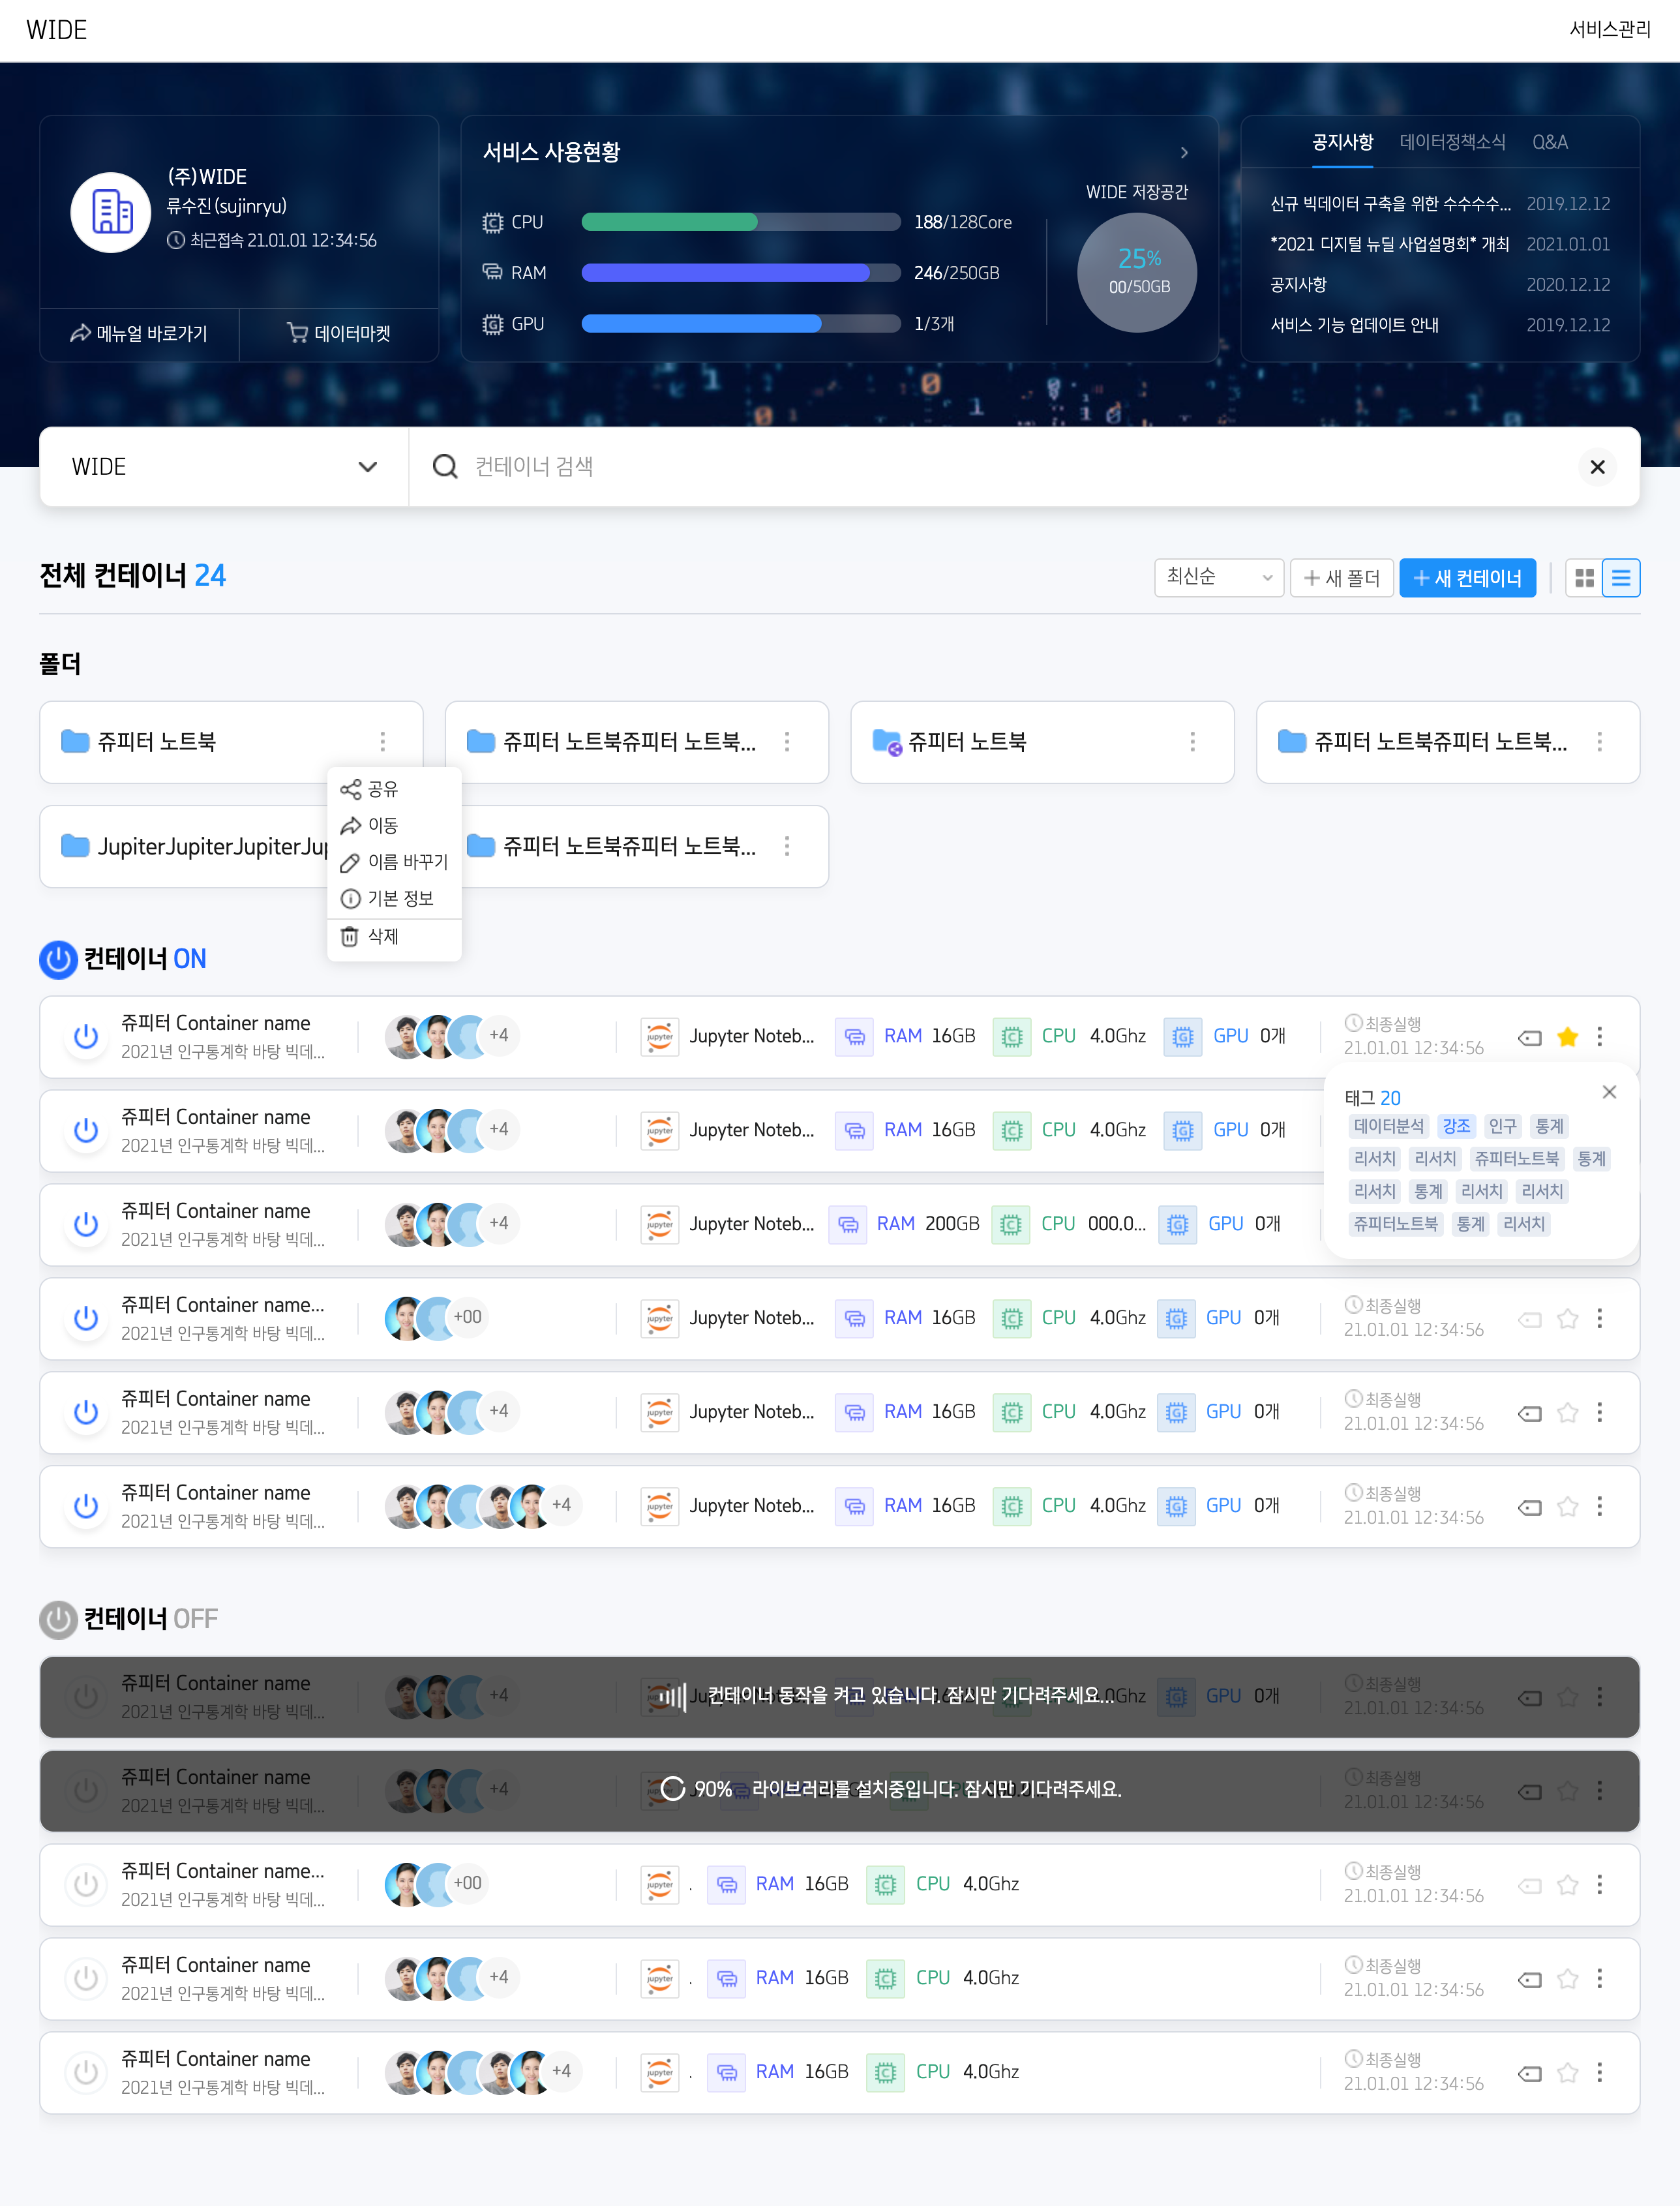 WIDE
서비스관리
(주)WIDE
류수진(sujinryu)
최근접속 21.01.01 12:34:56
메뉴얼 바로가기
데이터마켓
서비스 사용현황
CPU 188/128Core
RAM 246/250GB
GPU 1/3개
WIDE 저장공간
25%
00/50GB
공지사항 데이터정책소식 Q&A
신규 빅데이터 구축을 위한 수수수수... 2019.12.12
*2021 디지털 뉴딜 사업설명회* 개최 2021.01.01
공지사항 2020.12.12
서비스 기능 업데이트 안내 2019.12.12
WIDE
컨테이너 검색
전체 컨테이너 24
최신순
새 폴더
새 컨테이너
폴더
쥬피터 노트북
쥬피터 노트북쥬피터 노트북...
쥬피터 노트북
쥬피터 노트북쥬피터 노트북...
JupiterJupiterJupiterJup
쥬피터 노트북쥬피터 노트북...
공유
이동
이름 바꾸기
기본 정보
삭제
컨테이너 ON
쥬피터 Container name
2021년 인구통계학 바탕 빅데...
+4
jupyter
Jupyter Noteb... RAM 16GB CPU 4.0Ghz GPU 0개
최종실행
21.01.01 12:34:56
태그 20
데이터분석 강조 인구 통계
리서치 리서치 쥬피터노트북 통계
리서치 통계 리서치 리서치
쥬피터노트북 통계 리서치
쥬피터 Container name
2021년 인구통계학 바탕 빅데...
+4
jupyter
Jupyter Noteb... RAM 16GB CPU 4.0Ghz GPU 0개
쥬피터 Container name
2021년 인구통계학 바탕 빅데...
+4
jupyter
Jupyter Noteb... RAM 200GB CPU 000.0... GPU 0개
쥬피터 Container name...
2021년 인구통계학 바탕 빅데...
+00
jupyter
Jupyter Noteb... RAM 16GB CPU 4.0Ghz GPU 0개
최종실행
21.01.01 12:34:56
쥬피터 Container name
2021년 인구통계학 바탕 빅데...
+4
jupyter
Jupyter Noteb... RAM 16GB CPU 4.0Ghz GPU 0개
최종실행
21.01.01 12:34:56
쥬피터 Container name
2021년 인구통계학 바탕 빅데...
+4
jupyter
Jupyter Noteb... RAM 16GB CPU 4.0Ghz GPU 0개
최종실행
21.01.01 12:34:56
컨테이너 OFF
쥬피터 Container name
2021년 인구통계학 바탕 빅데...
+4
컨테이너 동작을 켜고 있습니다. 잠시만 기다려주세요...
GPU 0개
최종실행
21.01.01 12:34:56
쥬피터 Container name
2021년 인구통계학 바탕 빅데...
+4
90% 라이브러리를 설치중입니다. 잠시만 기다려주세요.
최종실행
21.01.01 12:34:56
쥬피터 Container name...
2021년 인구통계학 바탕 빅데...
+00
jupyter
. RAM 16GB CPU 4.0Ghz
최종실행
21.01.01 12:34:56
쥬피터 Container name
2021년 인구통계학 바탕 빅데...
+4
jupyter
. RAM 16GB CPU 4.0Ghz
최종실행
21.01.01 12:34:56
쥬피터 Container name
2021년 인구통계학 바탕 빅데...
+4
jupyter
. RAM 16GB CPU 4.0Ghz
최종실행
21.01.01 12:34:56